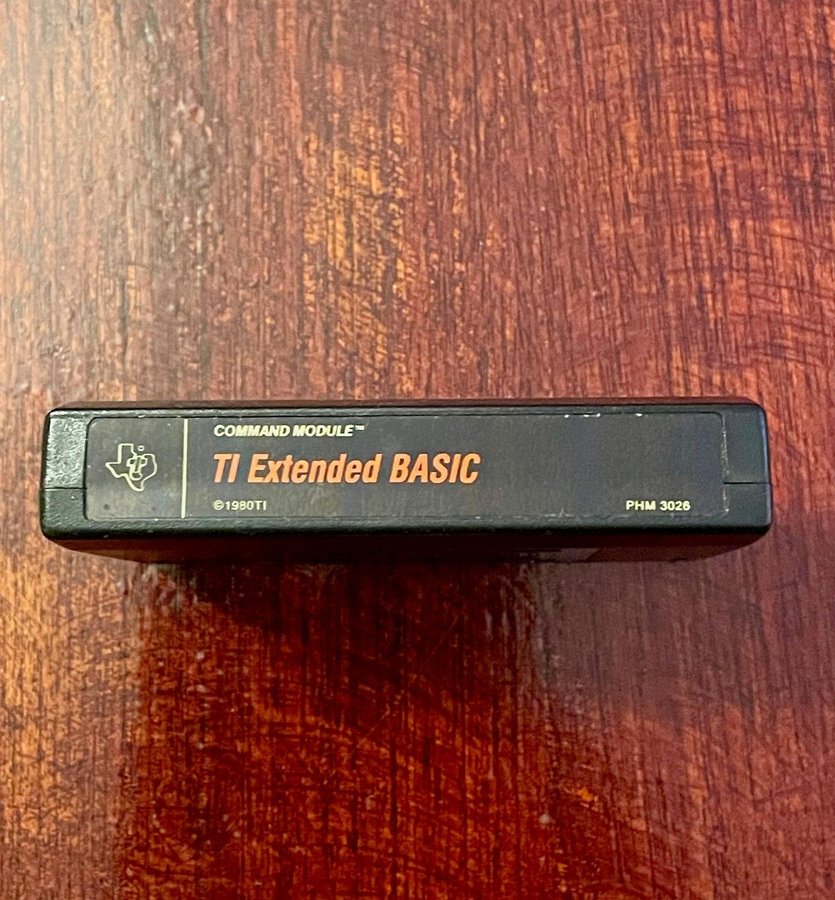 COMMAND MODULE™
TI Extended BASIC
©1980TI PHM 3026